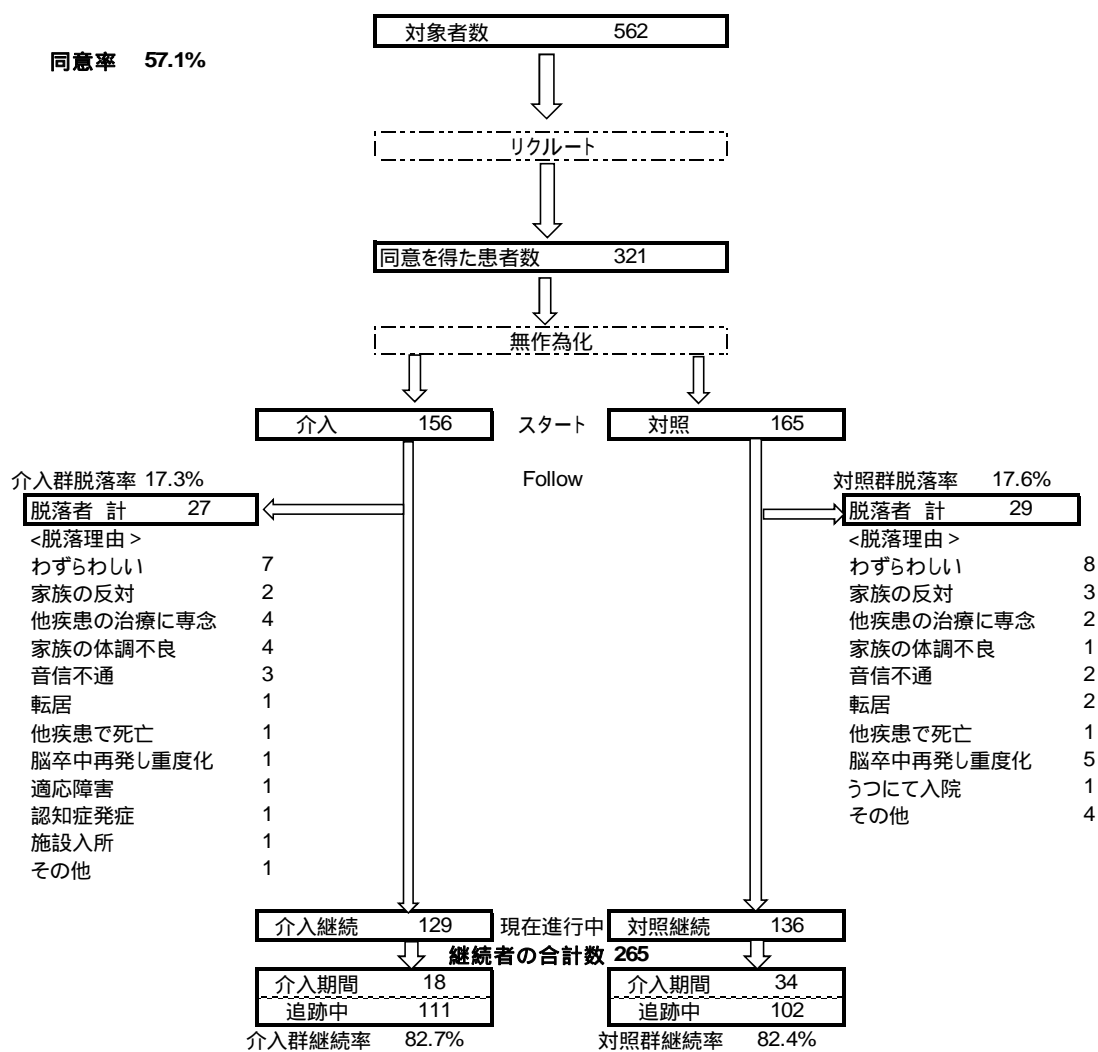 対象者数 562
同意率 57.1%
リクルート
同意を得た患者数 321
無作為化
介入 156 スタート 対照 165
Follow
介入群脱落率 17.3%
脱落者 計 27
<脱落理由>
わずらわしい 7
家族の反対 2
他疾患の治療に専念 4
家族の体調不良 4
音信不通 3
転居 1
他疾患で死亡 1
脳卒中再発し重度化 1
適応障害 1
認知症発症 1
施設入所 1
その他 1
対照群脱落率 17.6%
脱落者 計 29
<脱落理由>
わずらわしい 8
家族の反対 3
他疾患の治療に専念 2
家族の体調不良 1
音信不通 2
転居 2
他疾患で死亡 1
脳卒中再発し重度化 5
うつにて入院 1
その他 4
介入継続 129 現在進行中 対照継続 136
継続者の合計数 265
介入期間 18
追跡中 111
介入群継続率 82.7%
介入期間 34
追跡中 102
対照群継続率 82.4%